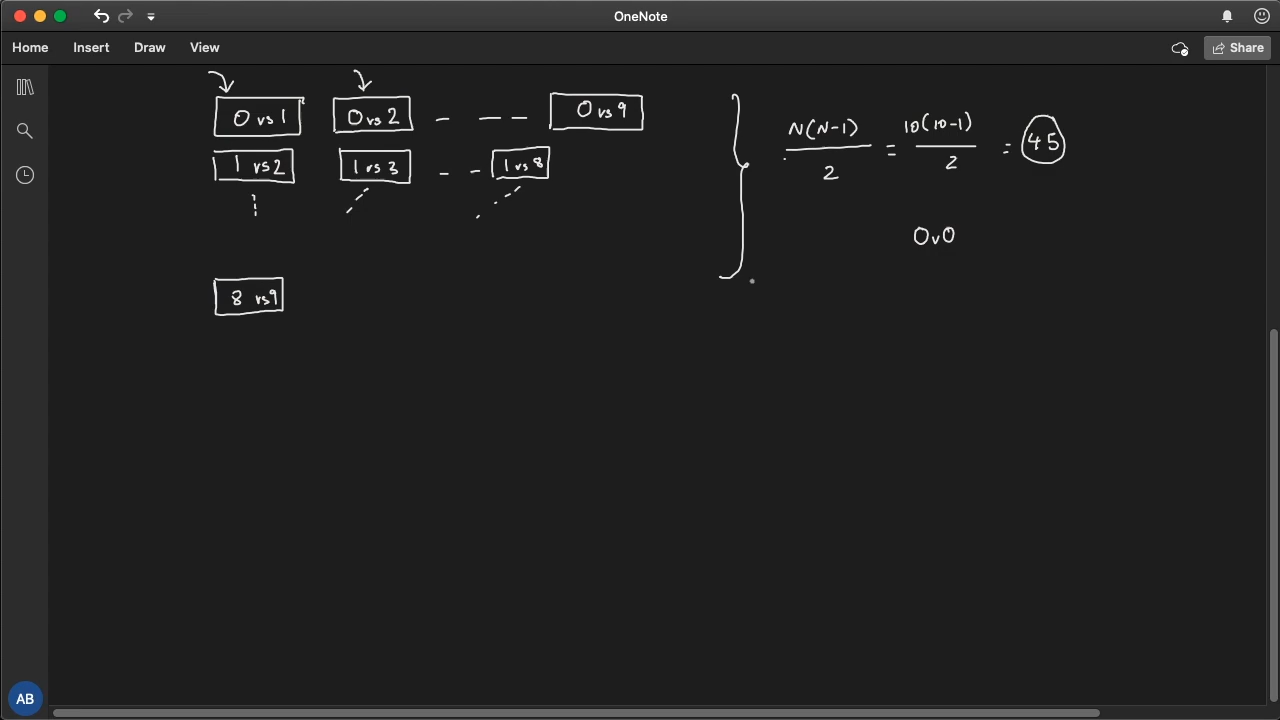 OneNote
Home Insert Draw View Share
0 vs 1 0 vs 2 - - - 0 vs 9
1 vs 2 1 vs 3 - - 1 vs 8
8 vs 9
N(N-1) / 2 = 10(10-1) / 2 = 45
0v0
AB